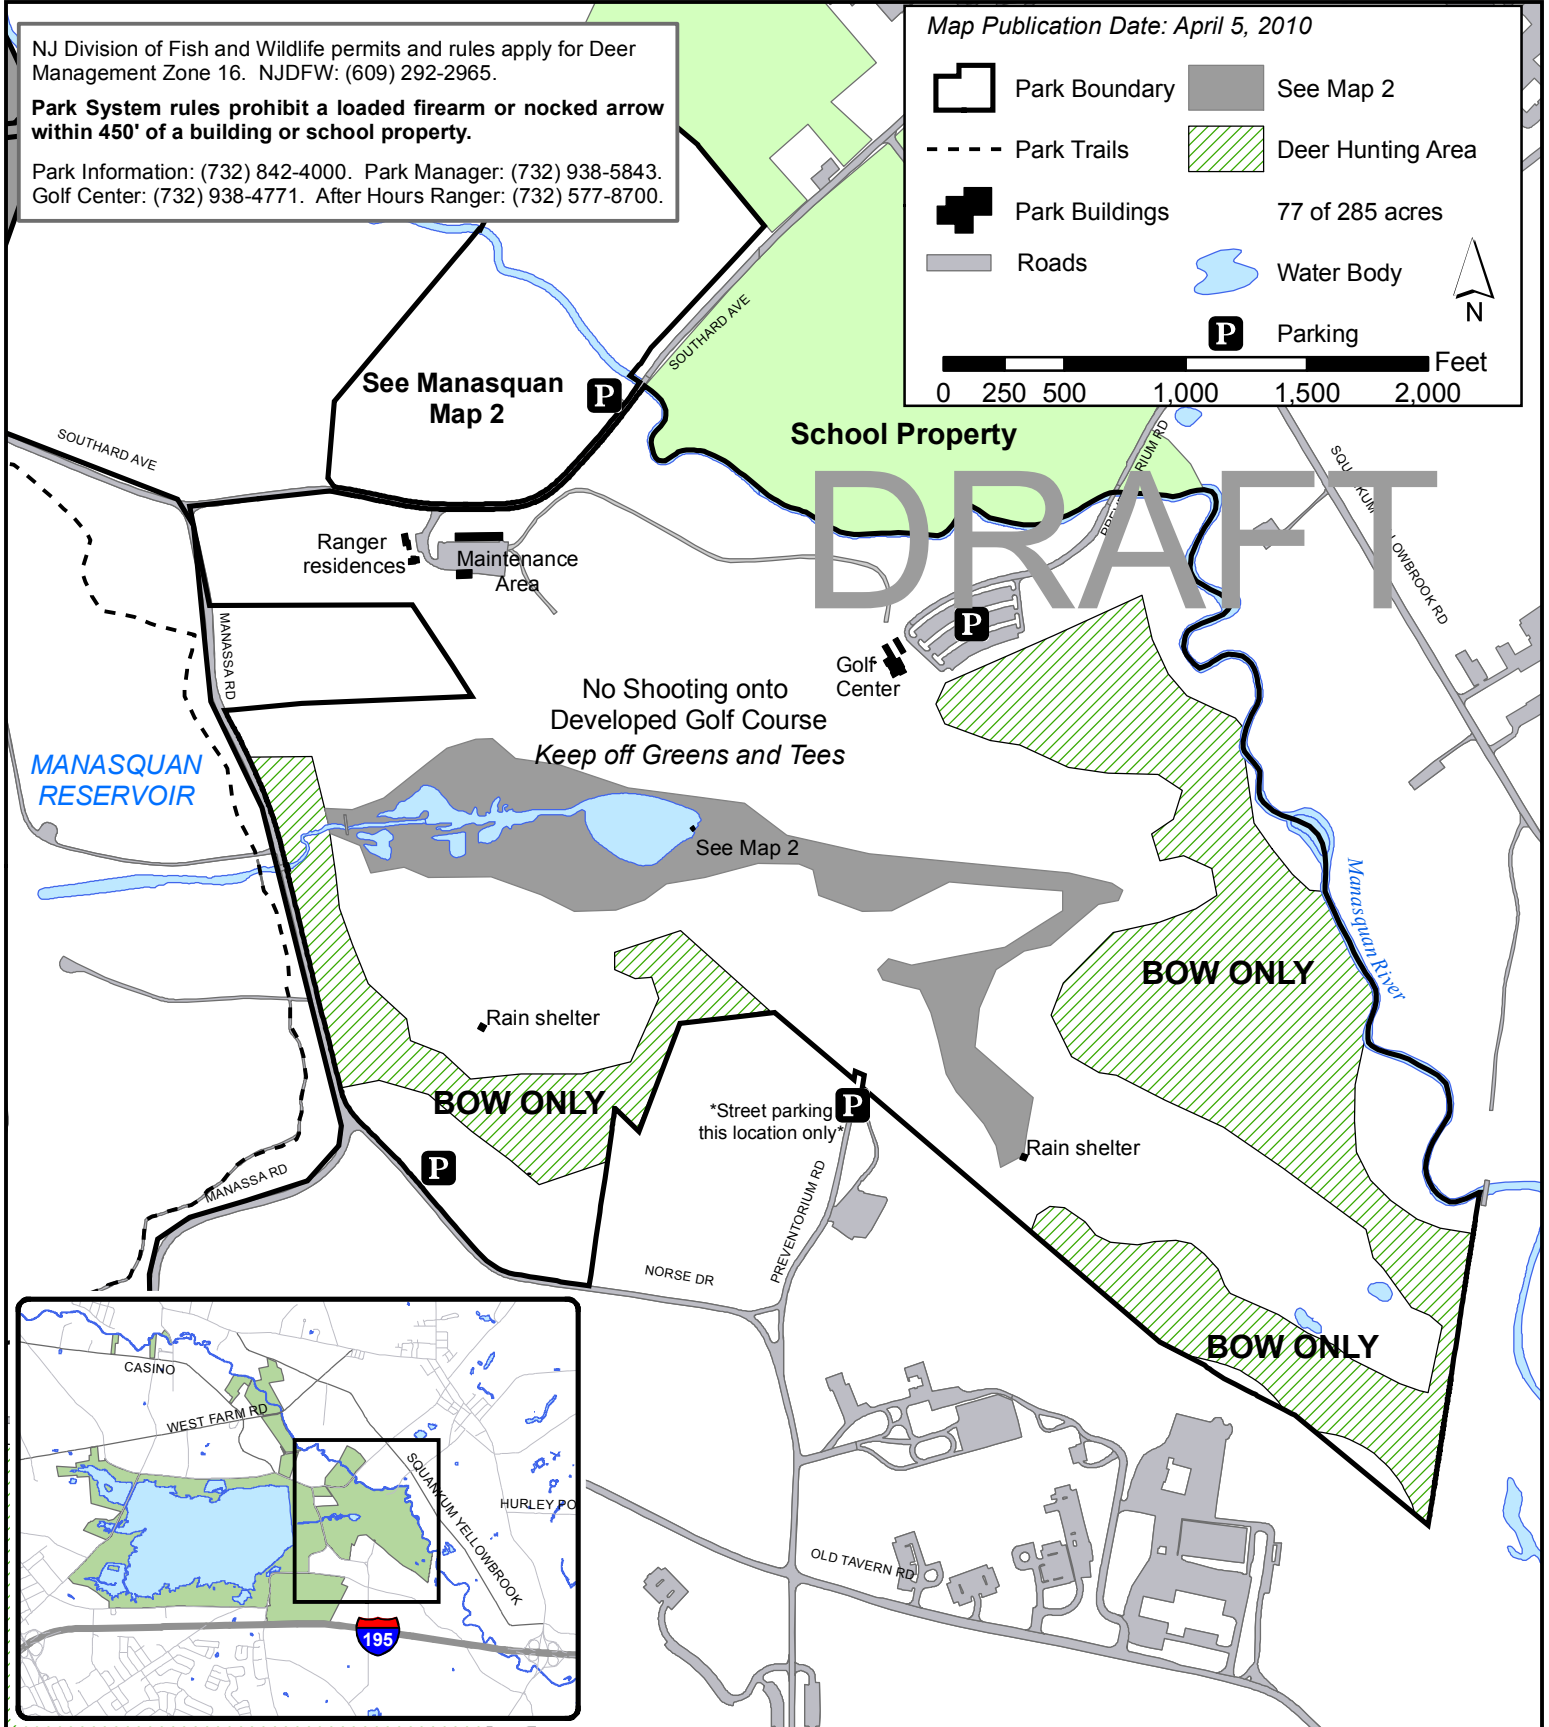 NJ Division of Fish and Wildlife permits and rules apply for Deer
Management Zone 16.  NJDFW: (609) 292-2965.
Park System rules prohibit a loaded firearm or nocked arrow
within 450' of a building or school property.
Park Information: (732) 842-4000.  Park Manager: (732) 938-5843.
Golf Center: (732) 938-4771.  After Hours Ranger: (732) 577-8700.
Map Publication Date: April 5, 2010
Park Boundary
See Map 2
Park Trails
Deer Hunting Area
Park Buildings
77 of 285 acres
Roads
Water Body
N
P
Parking
Feet
0 250 500 1,000 1,500 2,000
SOUTHARD AVE
See Manasquan
Map 2
P
School Property
SOUTHARD AVE
DRAFT
SQUANKUM YELLOWBROOK RD
Ranger
residences
Maintenance
Area
MANASSA RD
P
Golf
Center
No Shooting onto
Developed Golf Course
Keep off Greens and Tees
MANASQUAN
RESERVOIR
See Map 2
Manasquan River
BOW ONLY
Rain shelter
BOW ONLY
*Street parking
this location only*
P
Rain shelter
P
MANASSA RD
PREVENTORIUM RD
NORSE DR
BOW ONLY
CASINO
WEST FARM RD
SQUANKUM YELLOWBROOK
HURLEY PO
195
OLD TAVERN RD